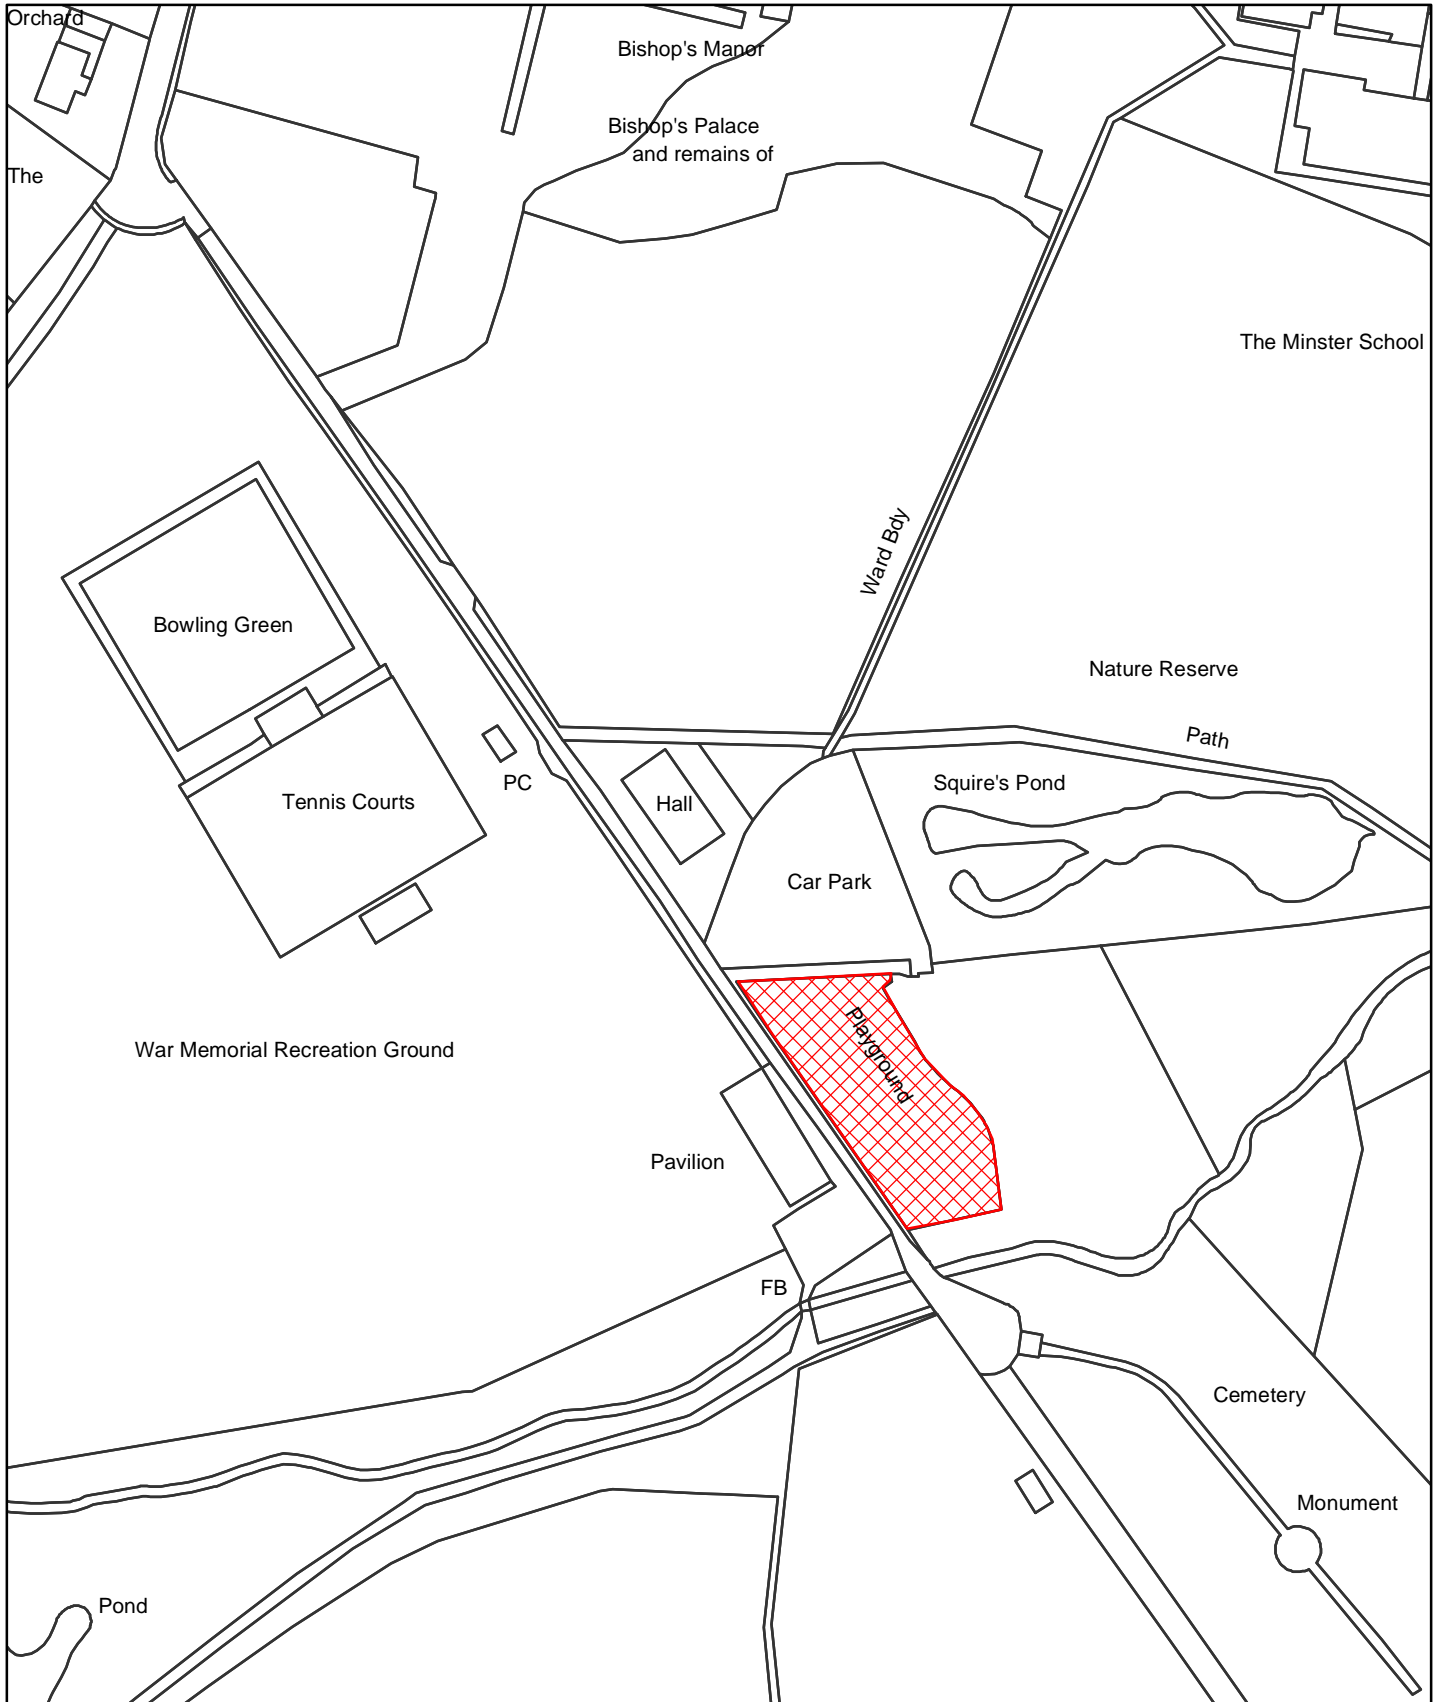 Orchard
Bishop's Manor
Bishop's Palace
and remains of
The
The Minster School
Ward Bdy
Bowling Green
Nature Reserve
Path
PC
Squire's Pond
Tennis Courts
Hall
Car Park
Playground
War Memorial Recreation Ground
Pavilion
FB
Cemetery
Monument
Pond